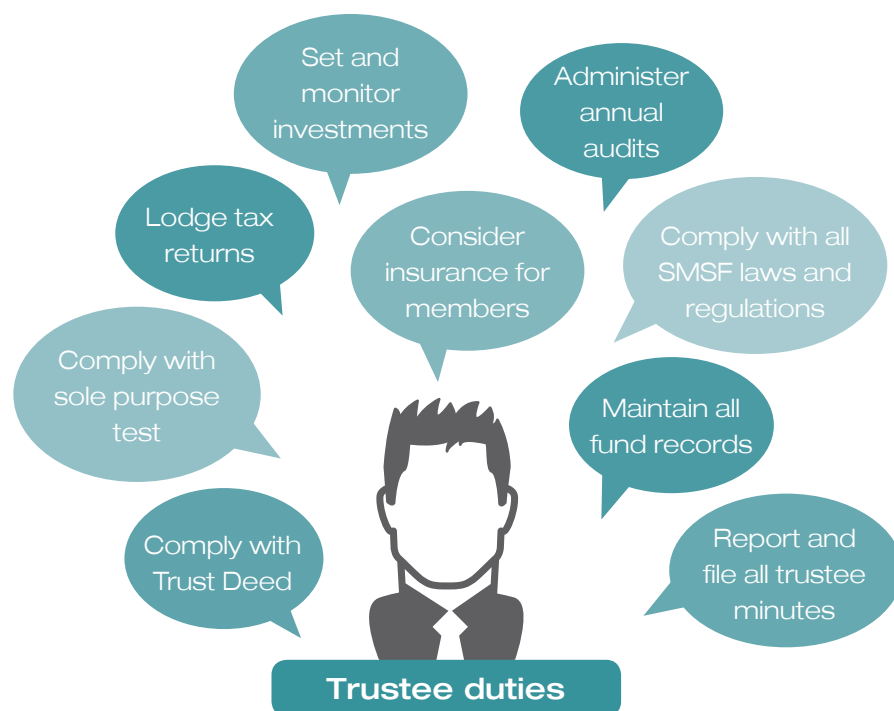 Set and
monitor
investments
Administer
annual
audits
Lodge tax
returns
Consider
insurance for
members
Comply with all
SMSF laws and
regulations
Comply with
sole purpose
test
Maintain all
fund records
Comply with
Trust Deed
Report and
file all trustee
minutes
Trustee duties